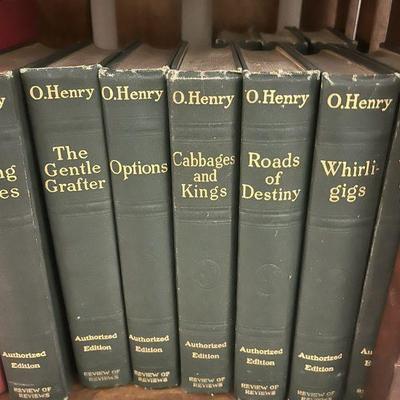 O.Henry
The
Gentle
Grafter
Authorized
Edition
REVIEW OF
REVIEWS
O.Henry
Options
Authorized
Edition
REVIEW OF
REVIEWS
O.Henry
Cabbages
and
Kings
Authorized
Edition
REVIEW OF
REVIEWS
O.Henry
Roads
of
Destiny
Authorized
Edition
REVIEW OF
REVIEWS
O.Henry
Whirli-
gigs
Authorized
Edition
REVIEW OF
REVIEWS